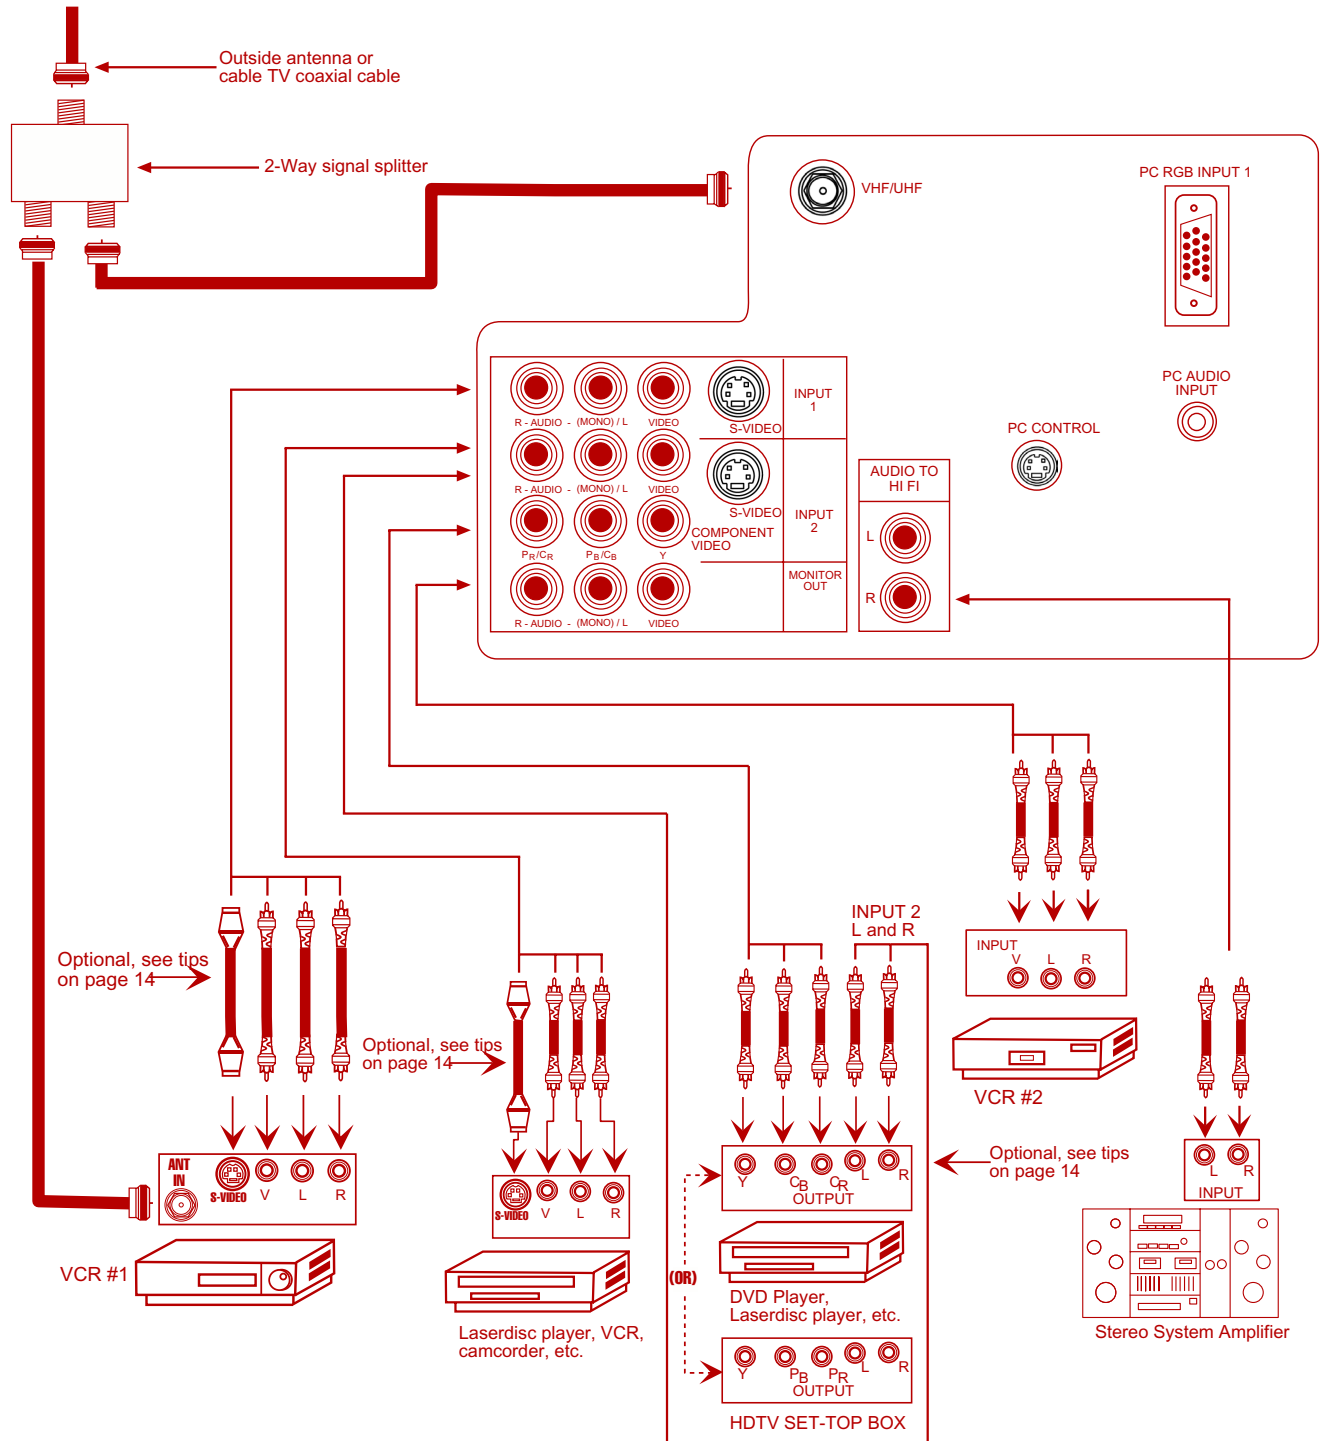 Outside antenna or
cable TV coaxial cable
2-Way signal splitter
VHF/UHF
PC RGB INPUT 1
PC AUDIO
INPUT
PC CONTROL
R - AUDIO - (MONO) / L VIDEO
S-VIDEO
INPUT
1
R - AUDIO - (MONO) / L VIDEO
S-VIDEO
INPUT
2
COMPONENT
VIDEO
PR/CR PB/CB Y
MONITOR
OUT
R - AUDIO - (MONO) / L VIDEO
AUDIO TO
HI FI
L
R
Optional, see tips
on page 14
ANT
IN
S-VIDEO V L R
VCR #1
Optional, see tips
on page 14
S-VIDEO V L R
Laserdisc player, VCR,
camcorder, etc.
INPUT 2
L and R
Y CB CR L R
OUTPUT
Optional, see tips
on page 14
DVD Player,
Laserdisc player, etc.
(OR)
Y PB PR L R
OUTPUT
HDTV SET-TOP BOX
INPUT
V L R
VCR #2
L R
INPUT
Stereo System Amplifier